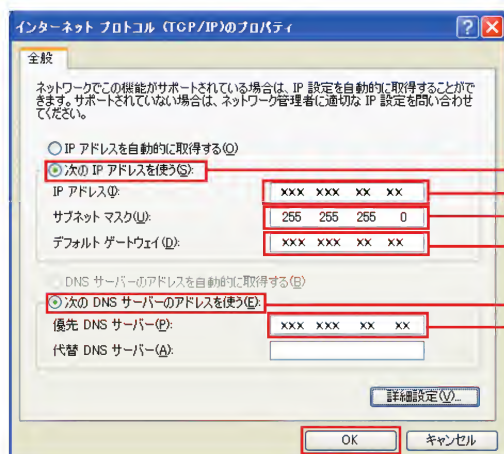 インターネット プロトコル (TCP/IP)のプロパティ
全般
ネットワークでこの機能がサポートされている場合は、IP 設定を自動的に取得することがで
きます。サポートされていない場合は、ネットワーク管理者に適切な IP 設定を問い合わせ
てください。
IP アドレスを自動的に取得する(O)
次の IP アドレスを使う(S):
IP アドレス(I):
xxx xxx xx xx
サブネット マスク(U):
255 255 255 0
デフォルト ゲートウェイ(D):
xxx xxx xx xx
DNS サーバーのアドレスを自動的に取得する(B)
次の DNS サーバーのアドレスを使う(E):
優先 DNS サーバー(P):
xxx xxx xx xx
代替 DNS サーバー(A):
詳細設定(V)...
OK
キャンセル